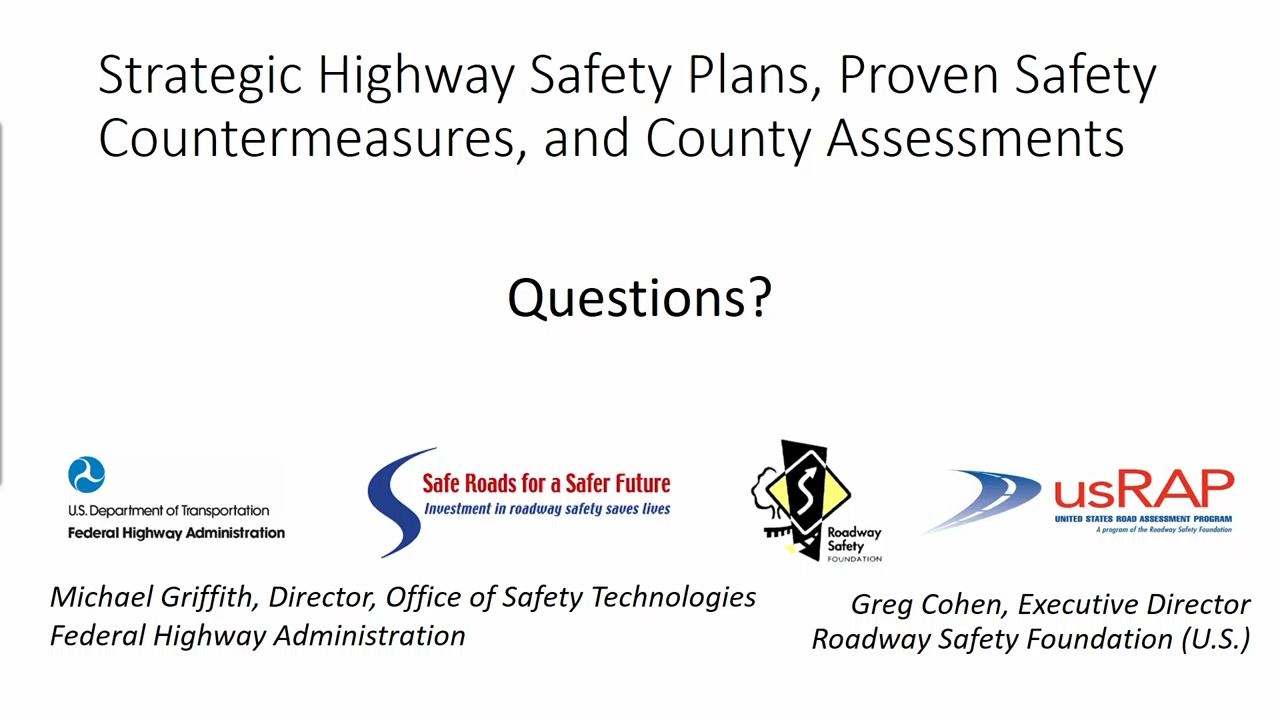 Strategic Highway Safety Plans, Proven Safety
Countermeasures, and County Assessments
Questions?
U.S. Department of Transportation
Federal Highway Administration
Safe Roads for a Safer Future
Investment in roadway safety saves lives
Roadway
Safety
FOUNDATION
usRAP
UNITED STATES ROAD ASSESSMENT PROGRAM
A program of the Roadway Safety Foundation
Michael Griffith, Director, Office of Safety Technologies
Federal Highway Administration
Greg Cohen, Executive Director
Roadway Safety Foundation (U.S.)